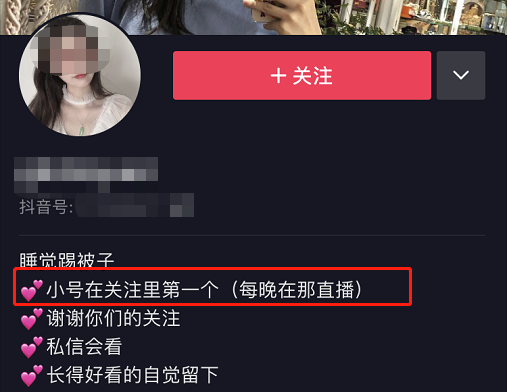 + 关注
抖音号:
睡觉踢被子
💕小号在关注里第一个（每晚在那直播）
💕谢谢你们的关注
💕私信会看
💕长得好看的自觉留下